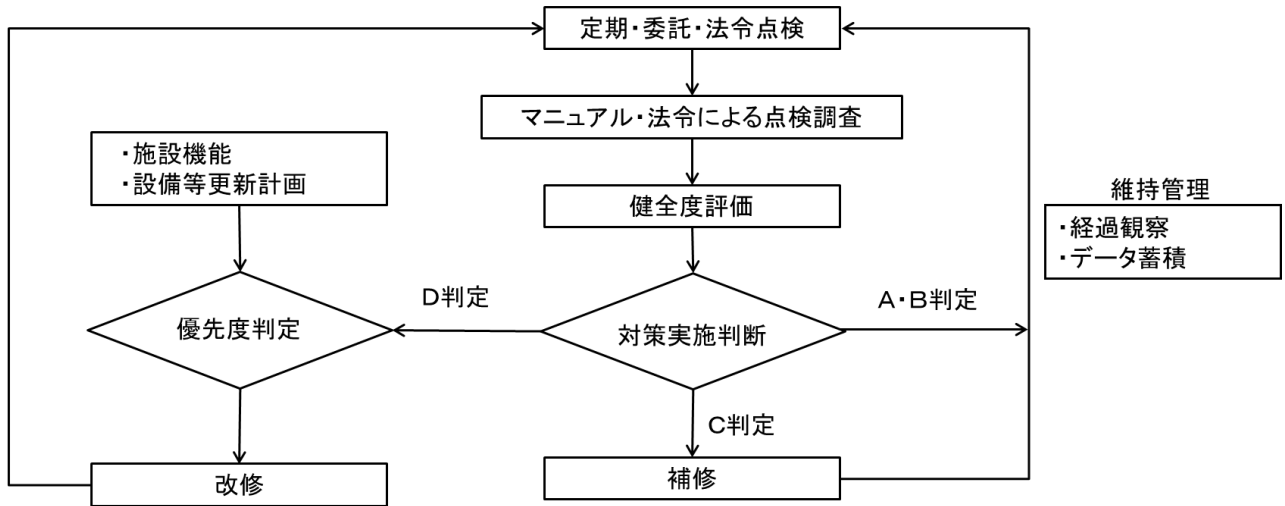 定期・委託・法令点検
マニュアル・法令による点検調査
・施設機能
・設備等更新計画
健全度評価
維持管理
・経過観察
・データ蓄積
D判定
A・B判定
優先度判定
対策実施判断
C判定
改修
補修